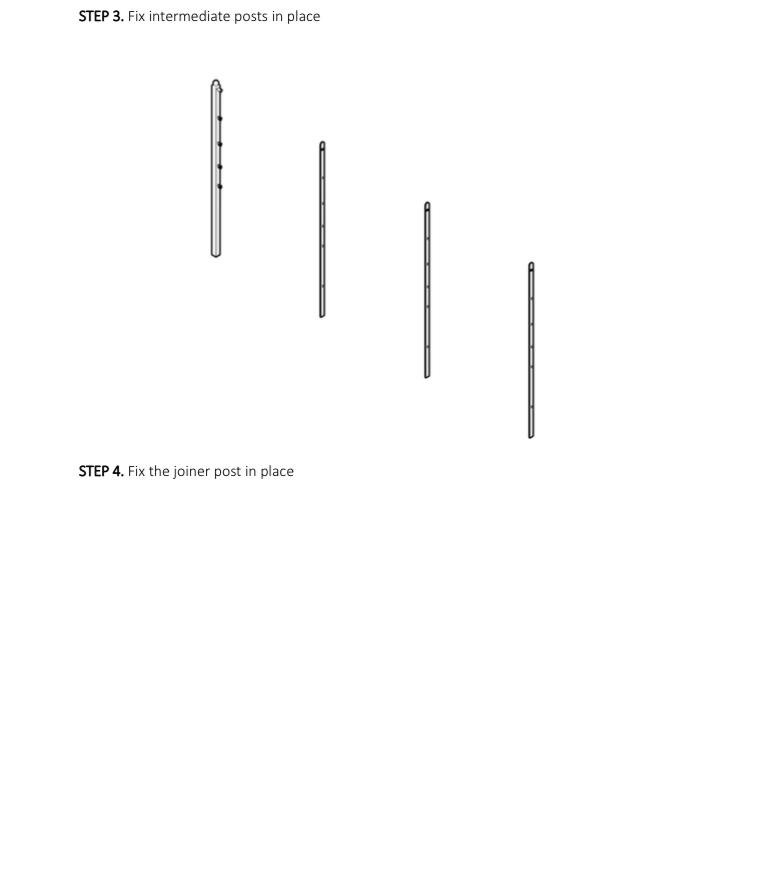 STEP 3. Fix intermediate posts in place
STEP 4. Fix the joiner post in place